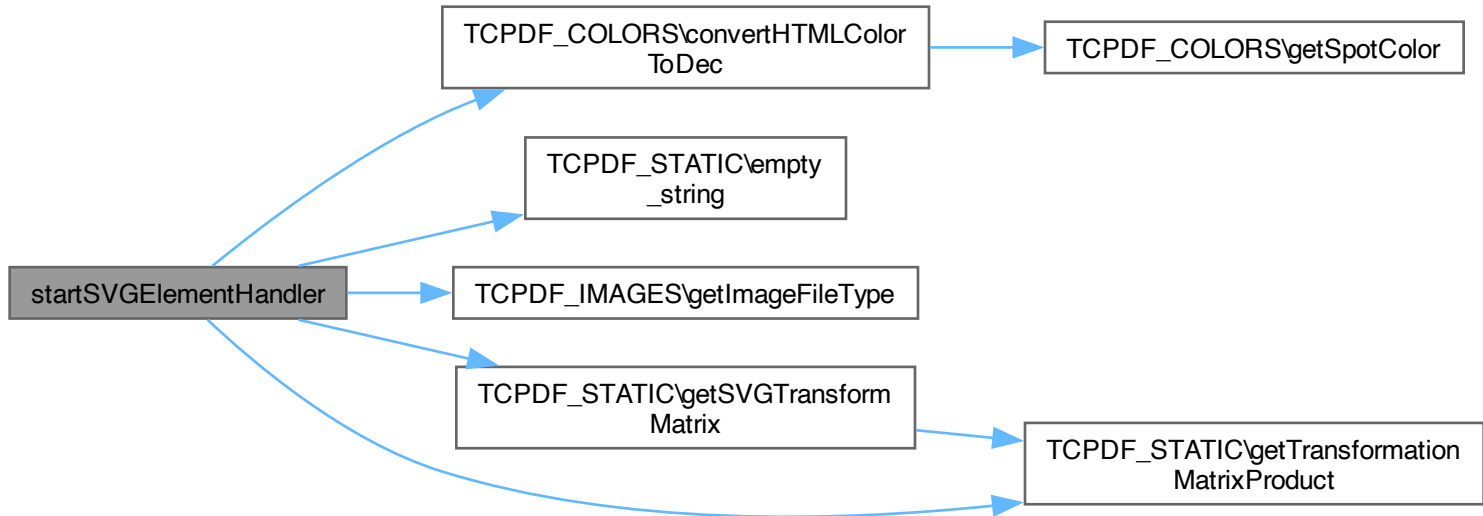 TCPDF_COLORS\convertHTMLColor
ToDec
TCPDF_COLORS\getSpotColor
TCPDF_STATIC\empty
_string
startSVGElementHandler
TCPDF_IMAGES\getImageFileType
TCPDF_STATIC\getSVGTransform
Matrix
TCPDF_STATIC\getTransformation
MatrixProduct